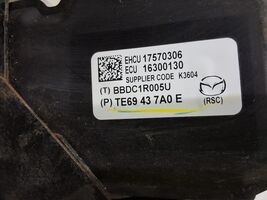 EHCU 17570306
ECU 16300130
SUPPLIER CODE K3604
(T) BBDC1R005U
(P) TE69 43 7A0 E
(RSC)